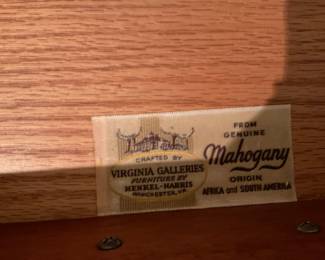 CRAFTED BY
VIRGINIA GALLERIES
FURNITURE BY
HENKEL-HARRIS
WINCHESTER, VA.
FROM
GENUINE
Mahogany
ORIGIN
AFRICA and SOUTH AMERICA